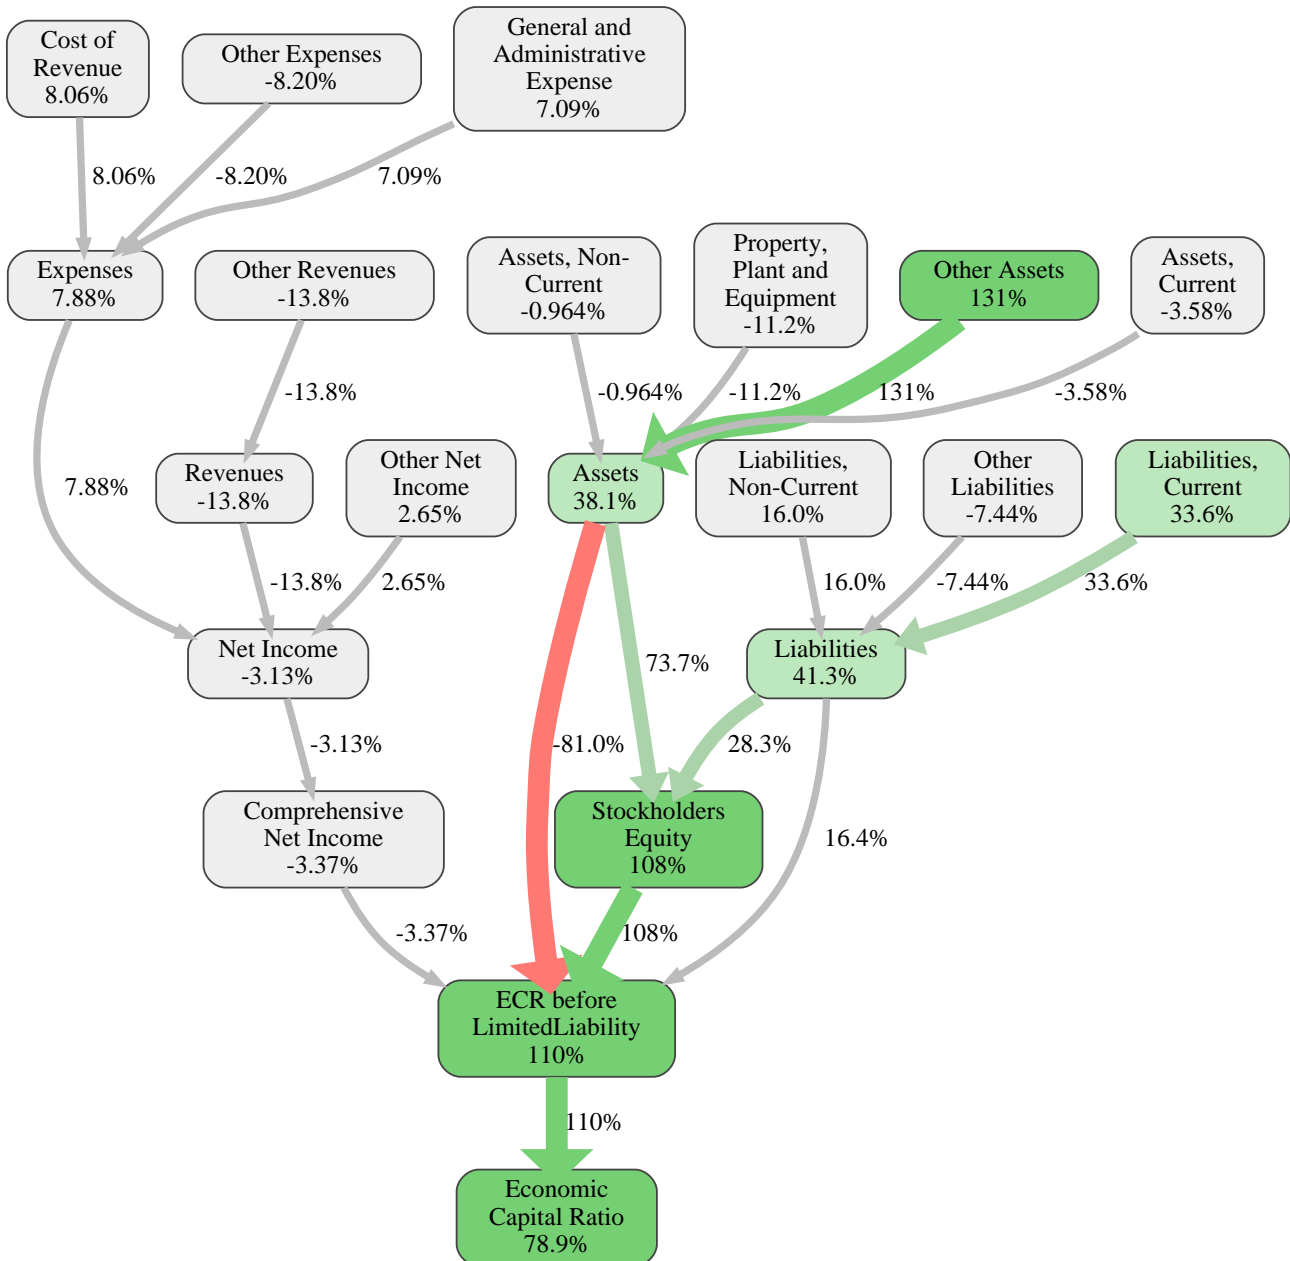 Cost of
Revenue
8.06%
Other Expenses
-8.20%
General and
Administrative
Expense
7.09%
8.06%
-8.20%
7.09%
Expenses
7.88%
Other Revenues
-13.8%
Assets, Non-
Current
-0.964%
Property,
Plant and
Equipment
-11.2%
Other Assets
131%
Assets,
Current
-3.58%
-13.8%
-0.964%
-11.2%
131%
-3.58%
7.88%
Revenues
-13.8%
Other Net
Income
2.65%
Assets
38.1%
Liabilities,
Non-Current
16.0%
Other
Liabilities
-7.44%
Liabilities,
Current
33.6%
-13.8%
2.65%
16.0%
-7.44%
33.6%
Net Income
-3.13%
73.7%
Liabilities
41.3%
-3.13%
-81.0%
28.3%
Comprehensive
Net Income
-3.37%
Stockholders
Equity
108%
16.4%
-3.37%
108%
ECR before
LimitedLiability
110%
110%
Economic
Capital Ratio
78.9%